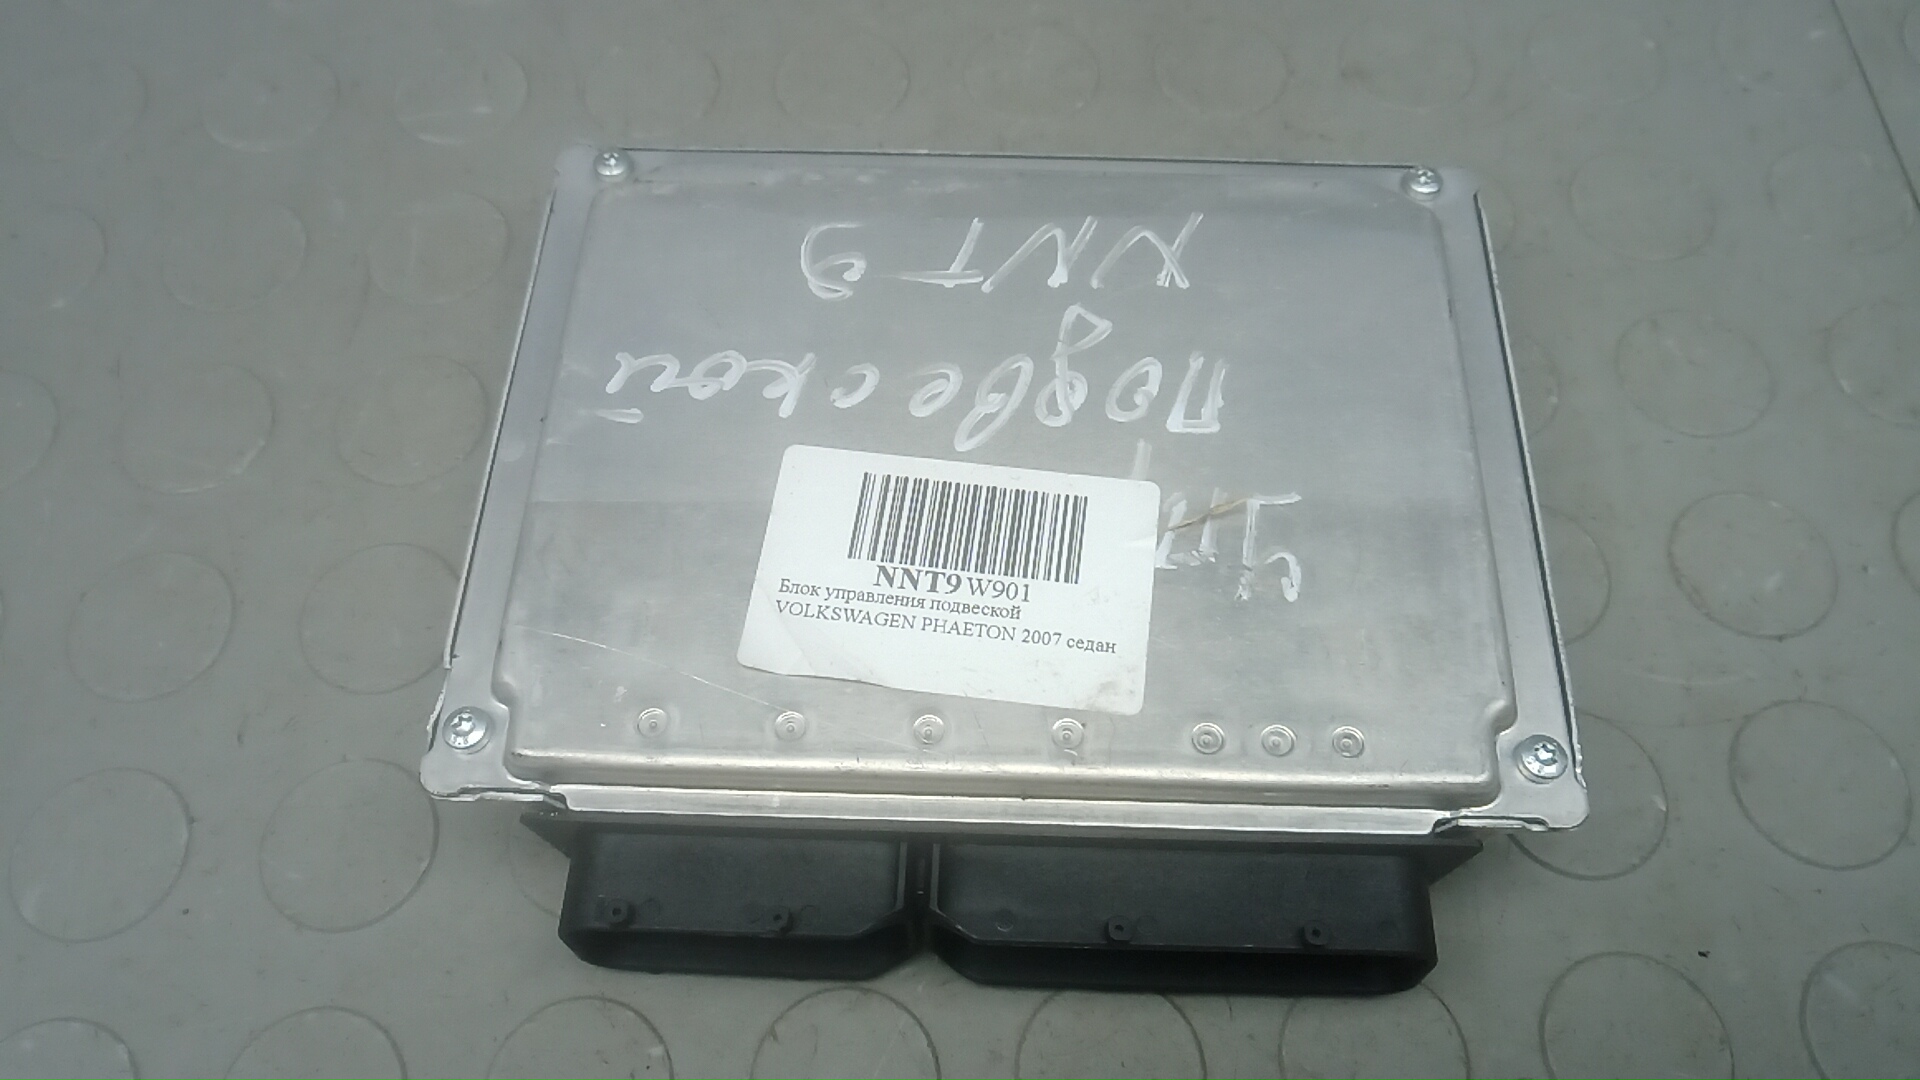 NNT9
подвеской
NNT9 W901
Блок управления подвеской
VOLKSWAGEN PHAETON 2007 седан